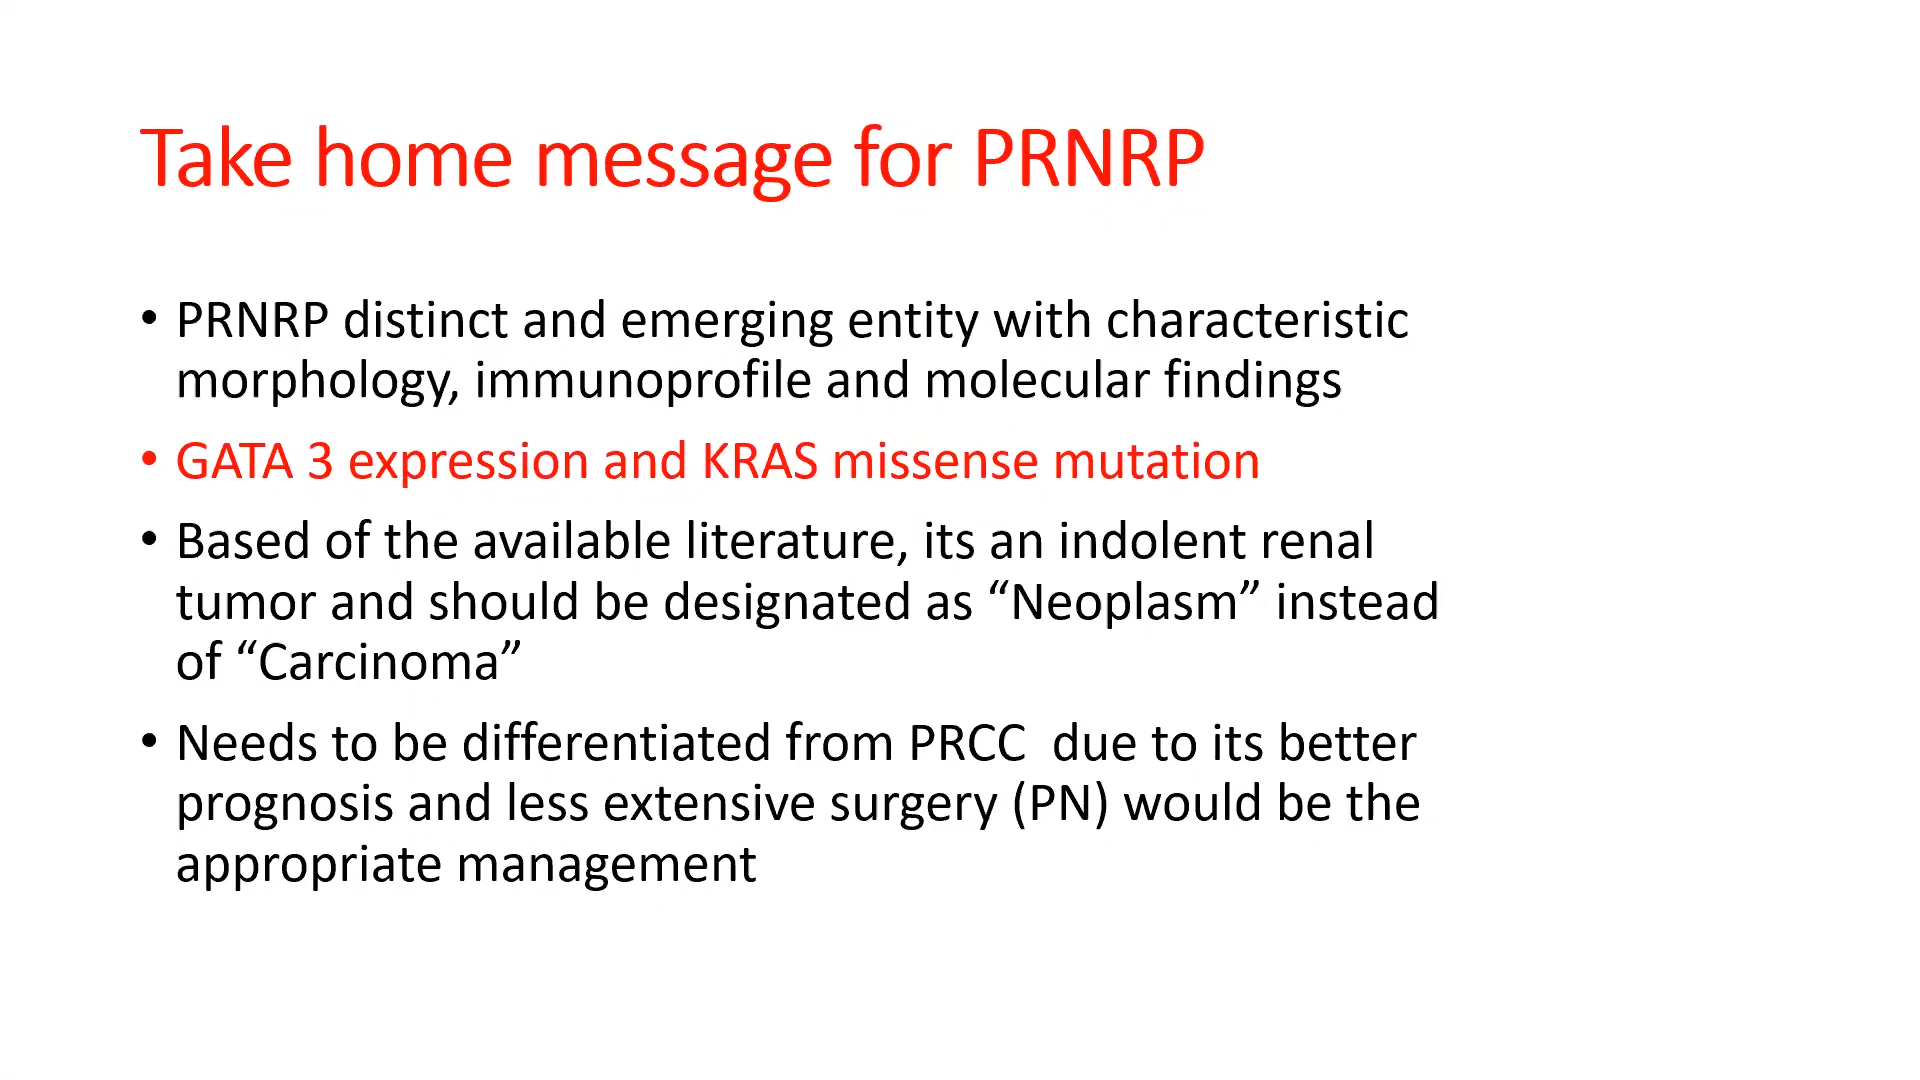 Take home message for PRNRP
• PRNRP distinct and emerging entity with characteristic
morphology, immunoprofile and molecular findings
• GATA 3 expression and KRAS missense mutation
• Based of the available literature, its an indolent renal
tumor and should be designated as “Neoplasm” instead
of “Carcinoma”
• Needs to be differentiated from PRCC  due to its better
prognosis and less extensive surgery (PN) would be the
appropriate management